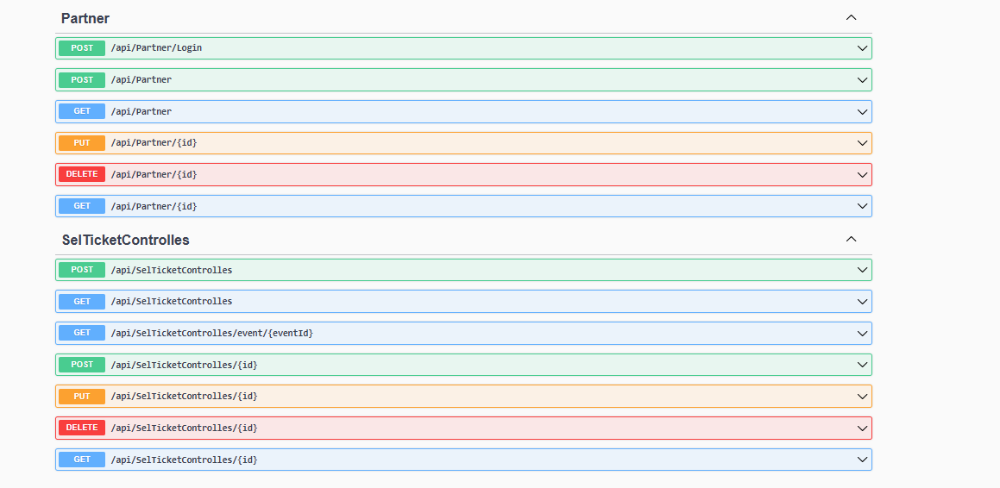 Partner
POST /api/Partner/Login
POST /api/Partner
GET /api/Partner
PUT /api/Partner/{id}
DELETE /api/Partner/{id}
GET /api/Partner/{id}
SelTicketControlles
POST /api/SelTicketControlles
GET /api/SelTicketControlles
GET /api/SelTicketControlles/event/{eventId}
POST /api/SelTicketControlles/{id}
PUT /api/SelTicketControlles/{id}
DELETE /api/SelTicketControlles/{id}
GET /api/SelTicketControlles/{id}